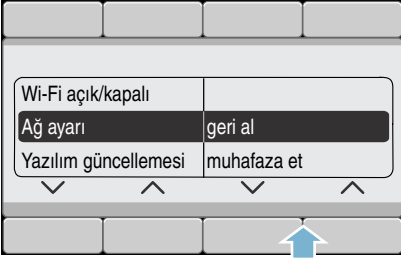 Wi-Fi açık/kapalı
Ağ ayarı geri al
Yazılım güncellemesi muhafaza et